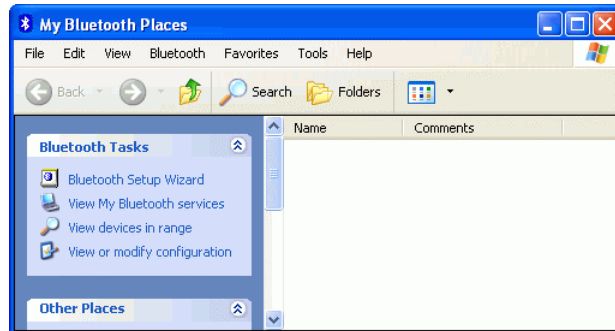 My Bluetooth Places
File Edit View Bluetooth Favorites Tools Help
Back Search Folders
Name Comments
Bluetooth Tasks
Bluetooth Setup Wizard
View My Bluetooth services
View devices in range
View or modify configuration
Other Places